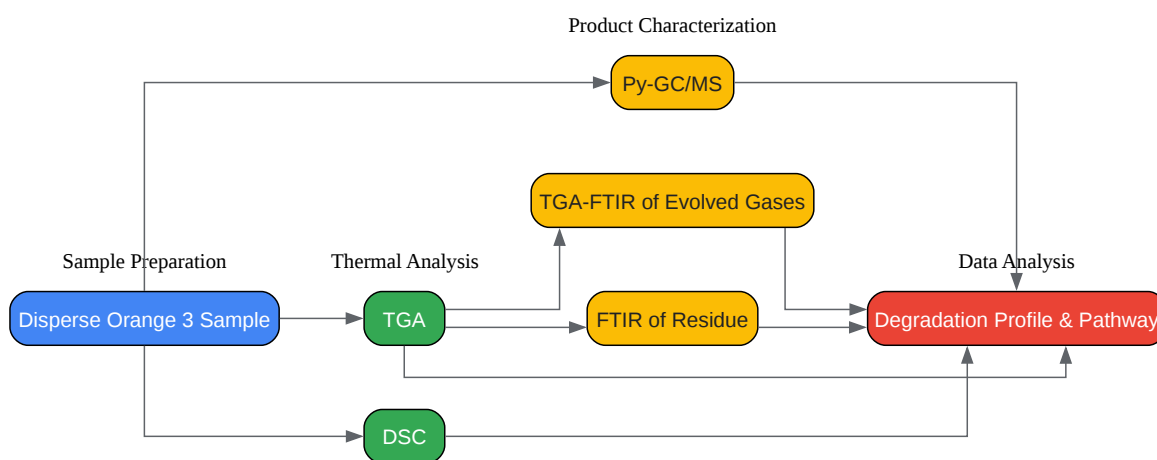 Product Characterization
Py-GC/MS
TGA-FTIR of Evolved Gases
Sample Preparation
Thermal Analysis
Data Analysis
Disperse Orange 3 Sample
TGA
FTIR of Residue
Degradation Profile & Pathway
DSC